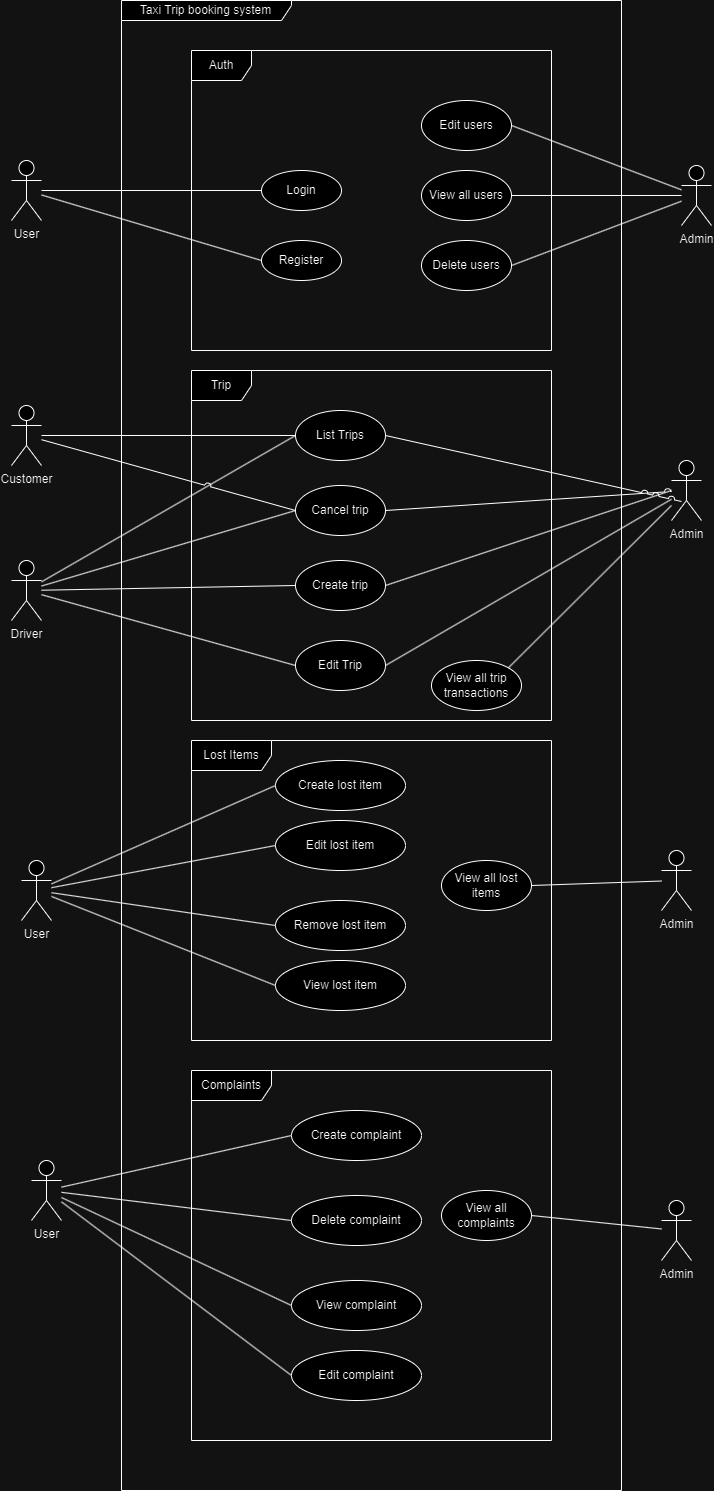 Taxi Trip booking system
Auth
Edit users
Login
View all users
User
Admin
Register
Delete users
Trip
List Trips
Customer
Cancel trip
Admin
Create trip
Driver
Edit Trip
View all trip
transactions
Lost Items
Create lost item
Edit lost item
View all lost
items
Remove lost item
User
Admin
View lost item
Complaints
Create complaint
View all
complaints
Delete complaint
User
Admin
View complaint
Edit complaint